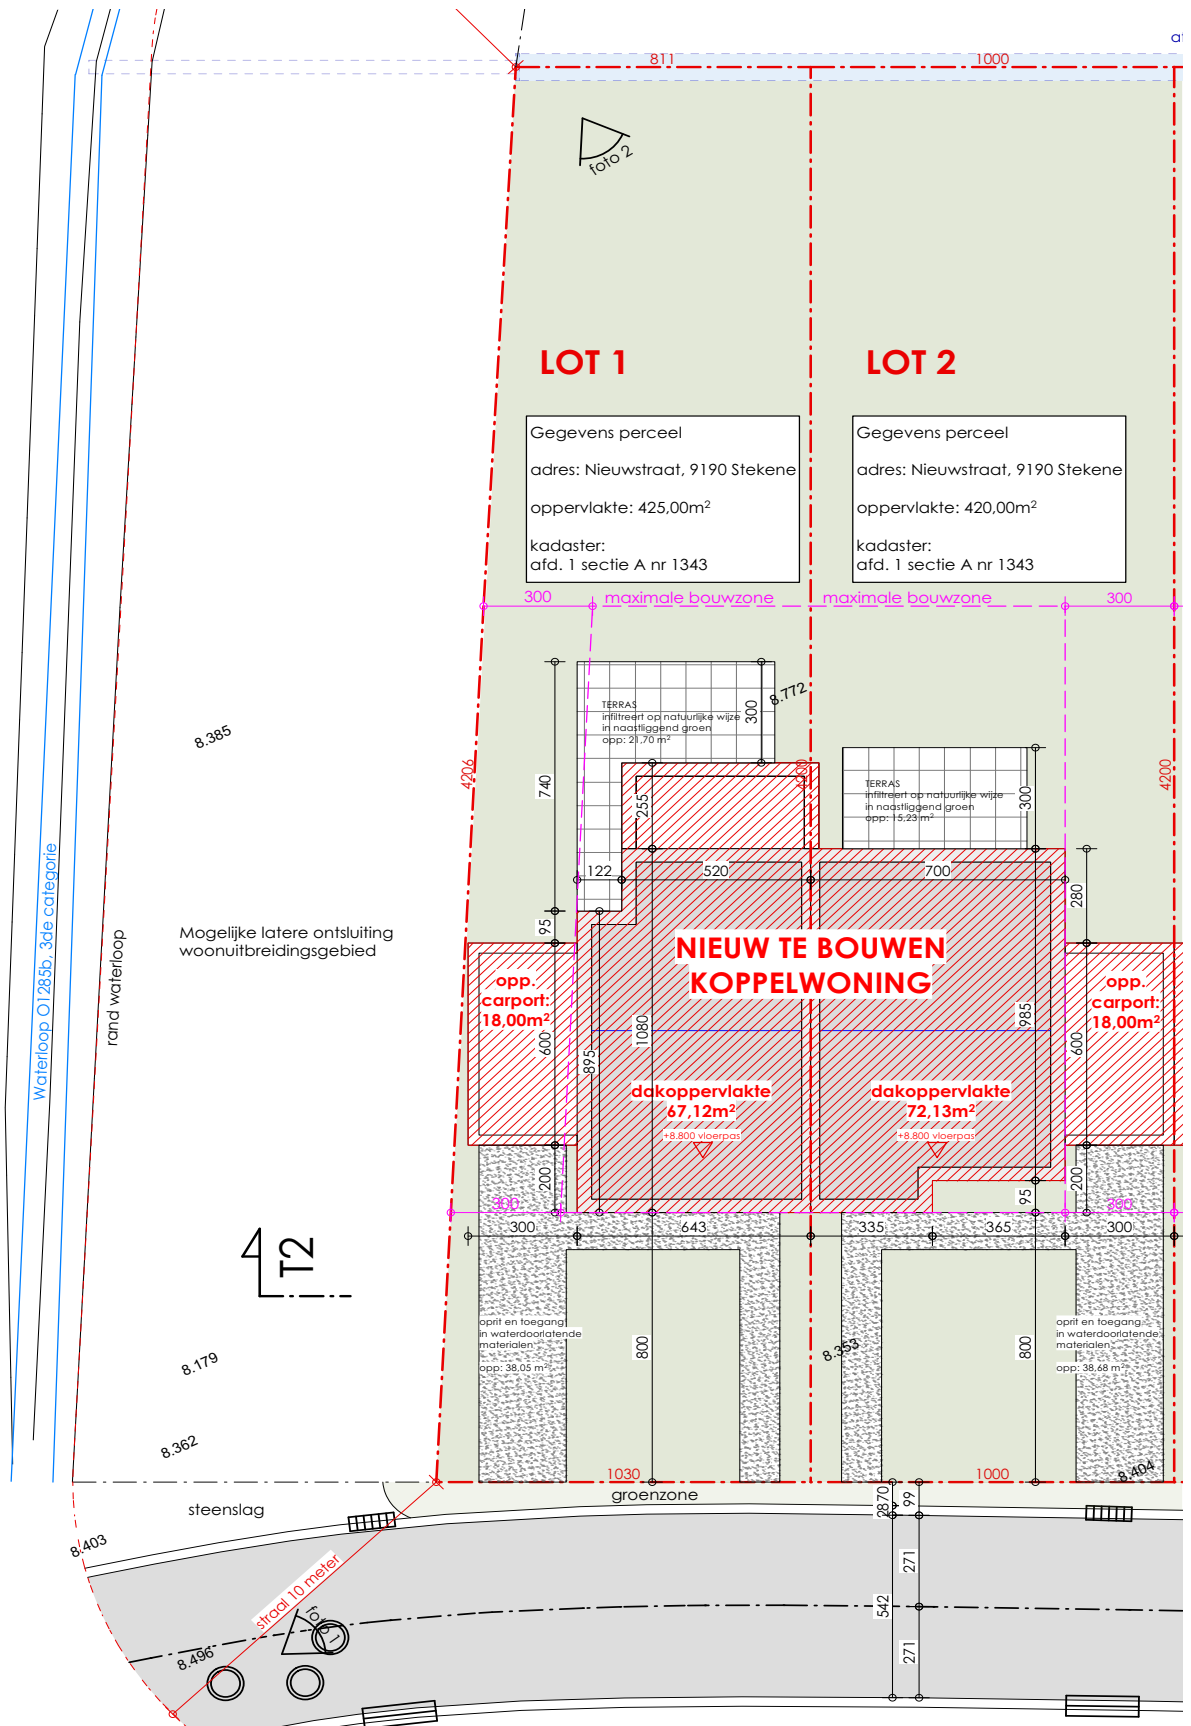 811
1000
foto 2
LOT 1
LOT 2
Gegevens perceel
adres: Nieuwstraat, 9190 Stekene
oppervlakte: 425,00m²
kadaster:
afd. 1 sectie A nr 1343
Gegevens perceel
adres: Nieuwstraat, 9190 Stekene
oppervlakte: 420,00m²
kadaster:
afd. 1 sectie A nr 1343
300
maximale bouwzone
maximale bouwzone
300
8.385
4206
740
TERRAS
infiltreert op natuurlijke wijze
in naastliggend groen
opp: 21,70 m²
300
8.772
4200
4200
255
TERRAS
infiltreert op natuurlijke wijze
in naastliggend groen
opp: 15,23 m²
300
122
520
700
280
95
Waterloop O1285b, 3de categorie
rand waterloop
Mogelijke latere ontsluiting
woonuitbreidingsgebied
NIEUW TE BOUWEN
KOPPELWONING
opp.
carport:
18,00m²
600
895
1080
985
opp.
carport:
18,00m²
600
dakoppervlakte
67,12m²
+8.800 vloerpas
dakoppervlakte
72,13m²
+8.800 vloerpas
200
95
200
300
300
300
643
335
365
300
T2
oprit en toegang
in waterdoorlatende
materialen
opp: 38,05 m²
800
8.353
800
oprit en toegang
in waterdoorlatende
materialen
opp: 38,68 m²
8.179
8.362
1030
1000
8.404
steenslag
groenzone
2870
99
8.403
straal 10 meter
271
542
foto 1
8.496
271